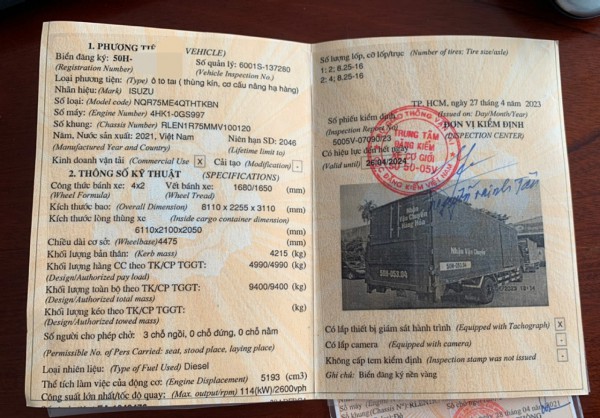 1. PHƯƠNG TIỆ VEHICLE)
Biển đăng ký: 50H-
(Registration Number)
Số quản lý: 6001S-137280
(Vehicle Inspection No.)
Loại phương tiện: (Type) ô tô tải (thùng kín, cơ cấu nâng hạ hàng)
Nhãn hiệu: (Mark) ISUZU
Số loại: (Model code) NQR75ME4QTHTKBN
Số máy: (Engine Number) 4HK1-0GS997
Số khung: (Chassis Number) RLEN1R75MMV100120
Năm, Nước sản xuất: 2021, Việt Nam
(Manufactured Year and Country)
Niên hạn SD: 2046
(Lifetime limit to)
Kinh doanh vận tải (Commercial Use) X Cải tạo (Modification) -
2. THÔNG SỐ KỸ THUẬT (SPECIFICATIONS)
Công thức bánh xe: 4x2 Vết bánh xe: 1680/1650 (mm)
(Wheel Formula) (Wheel Tread)
Kích thước bao: (Overall Dimension) 8110 x 2255 x 3110 (mm)
Kích thước lòng thùng xe (Inside cargo container dimension)
6110x2100x2050 (mm)
Chiều dài cơ sở: (Wheelbase) 4475 (mm)
Khối lượng bản thân: (Kerb mass) 4215 (kg)
Khối lượng hàng CC theo TK/CP TGGT: 4990/4990 (kg)
(Design/Authorized pay load)
Khối lượng toàn bộ theo TK/CP TGGT: 9400/9400 (kg)
(Design/Authorized total mass)
Khối lượng kéo theo TK/CP TGGT: (kg)
(Design/Authorized towed mass)
Số người cho phép chở: 3 chỗ ngồi, 0 chỗ đứng, 0 chỗ nằm
(Permissible No. of Pers Carried: seat, stood place, laying place)
Loại nhiên liệu: (Type of Fuel Used) Diesel
Thể tích làm việc của động cơ: (Engine Displacement) 5193 (cm3)
Công suất lớn nhất/tốc độ quay: (Max. output/rpm) 114(kW)/2600vph
Số lượng lốp, cỡ lốp/trục (Number of tires: Tire size/axle)
1: 2; 8.25-16
2: 4; 8.25-16
TP. HCM, ngày 27 tháng 4 năm 2023
(Issued on: Day/Month/Year)
Số phiếu kiểm định
(Inspection Report No)
5005V-07090/23
ĐƠN VỊ KIỂM ĐỊNH
(INSPECTION CENTER)
Có hiệu lực đến hết ngày
(Valid until) 26/04/2024
TRUNG TÂM
ĐĂNG KIỂM
XE CƠ GIỚI
50-05V
Nhận
Vận Chuyển
Hàng Hóa
Nhận Vận Chuyển
Có lắp thiết bị giám sát hành trình (Equipped with Tachograph) X
Có lắp camera (Equipped with camera) -
Không cấp tem kiểm định (Inspection stamp was not issued) -
Ghi chú: Biển đăng ký nền vàng